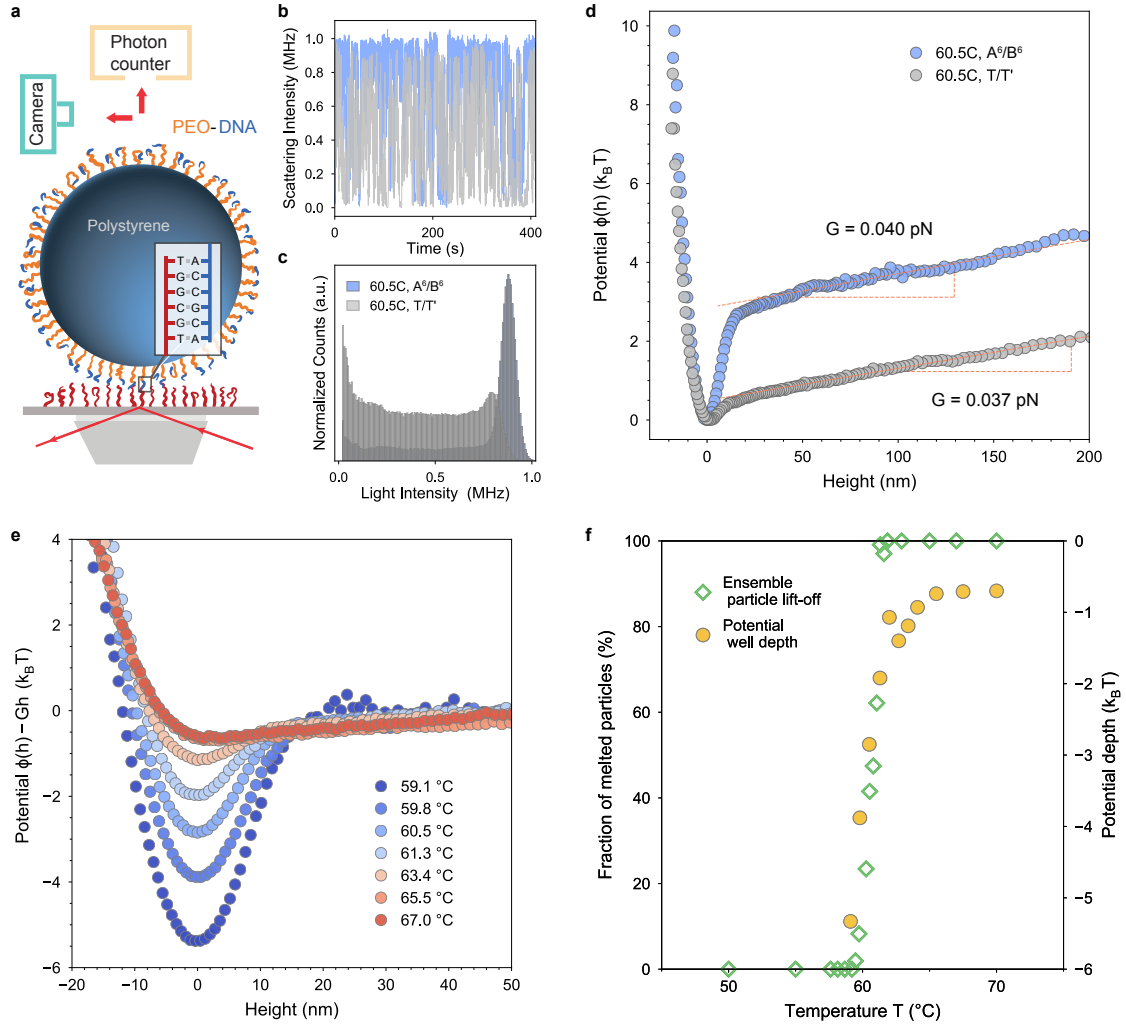 a
Photon
counter
Camera
PEO-DNA
Polystyrene
T=A
G≡C
G≡C
C≡G
G≡C
T=A
b
Scattering Intensity (MHz)
1.0
0.8
0.6
0.4
0.2
0.0
0
200
400
Time (s)
c
Normalized Counts (a.u.)
60.5C, A⁶/B⁶
60.5C, T/T'
0.0
0.5
1.0
Light Intensity (MHz)
d
Potential ϕ(h) (k_B T)
10
8
6
4
2
0
60.5C, A⁶/B⁶
60.5C, T/T'
G = 0.040 pN
G = 0.037 pN
0
50
100
150
200
Height (nm)
e
Potential ϕ(h) – Gh (k_B T)
4
2
0
−2
−4
−6
59.1 °C
59.8 °C
60.5 °C
61.3 °C
63.4 °C
65.5 °C
67.0 °C
−20
−10
0
10
20
30
40
50
Height (nm)
f
Fraction of melted particles (%)
100
80
60
40
20
0
Ensemble
particle lift-off
Potential
well depth
0
−1
−2
−3
−4
−5
−6
Potential depth (k_B T)
50
60
70
Temperature T (°C)